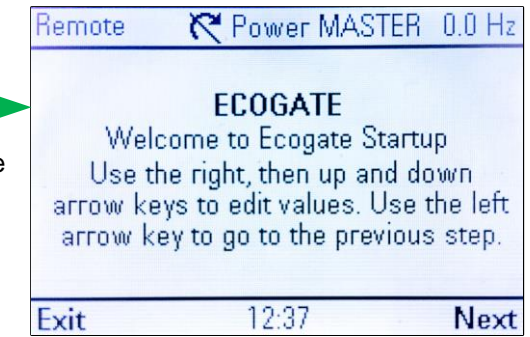 Remote Power MASTER 0.0 Hz
ECOGATE
Welcome to Ecogate Startup
Use the right, then up and down
e
arrow keys to edit values. Use the left
arrow key to go to the previous step.
Exit 12:37 Next